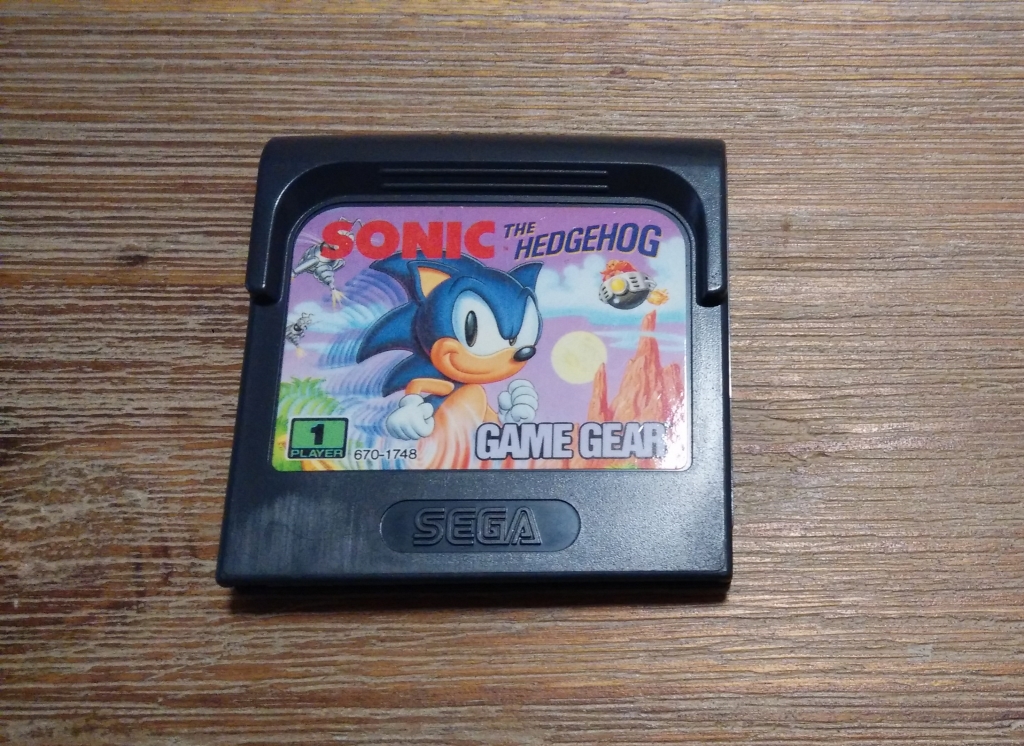 SONIC THE HEDGEHOG
1
PLAYER
670-1748
GAME GEAR
SEGA